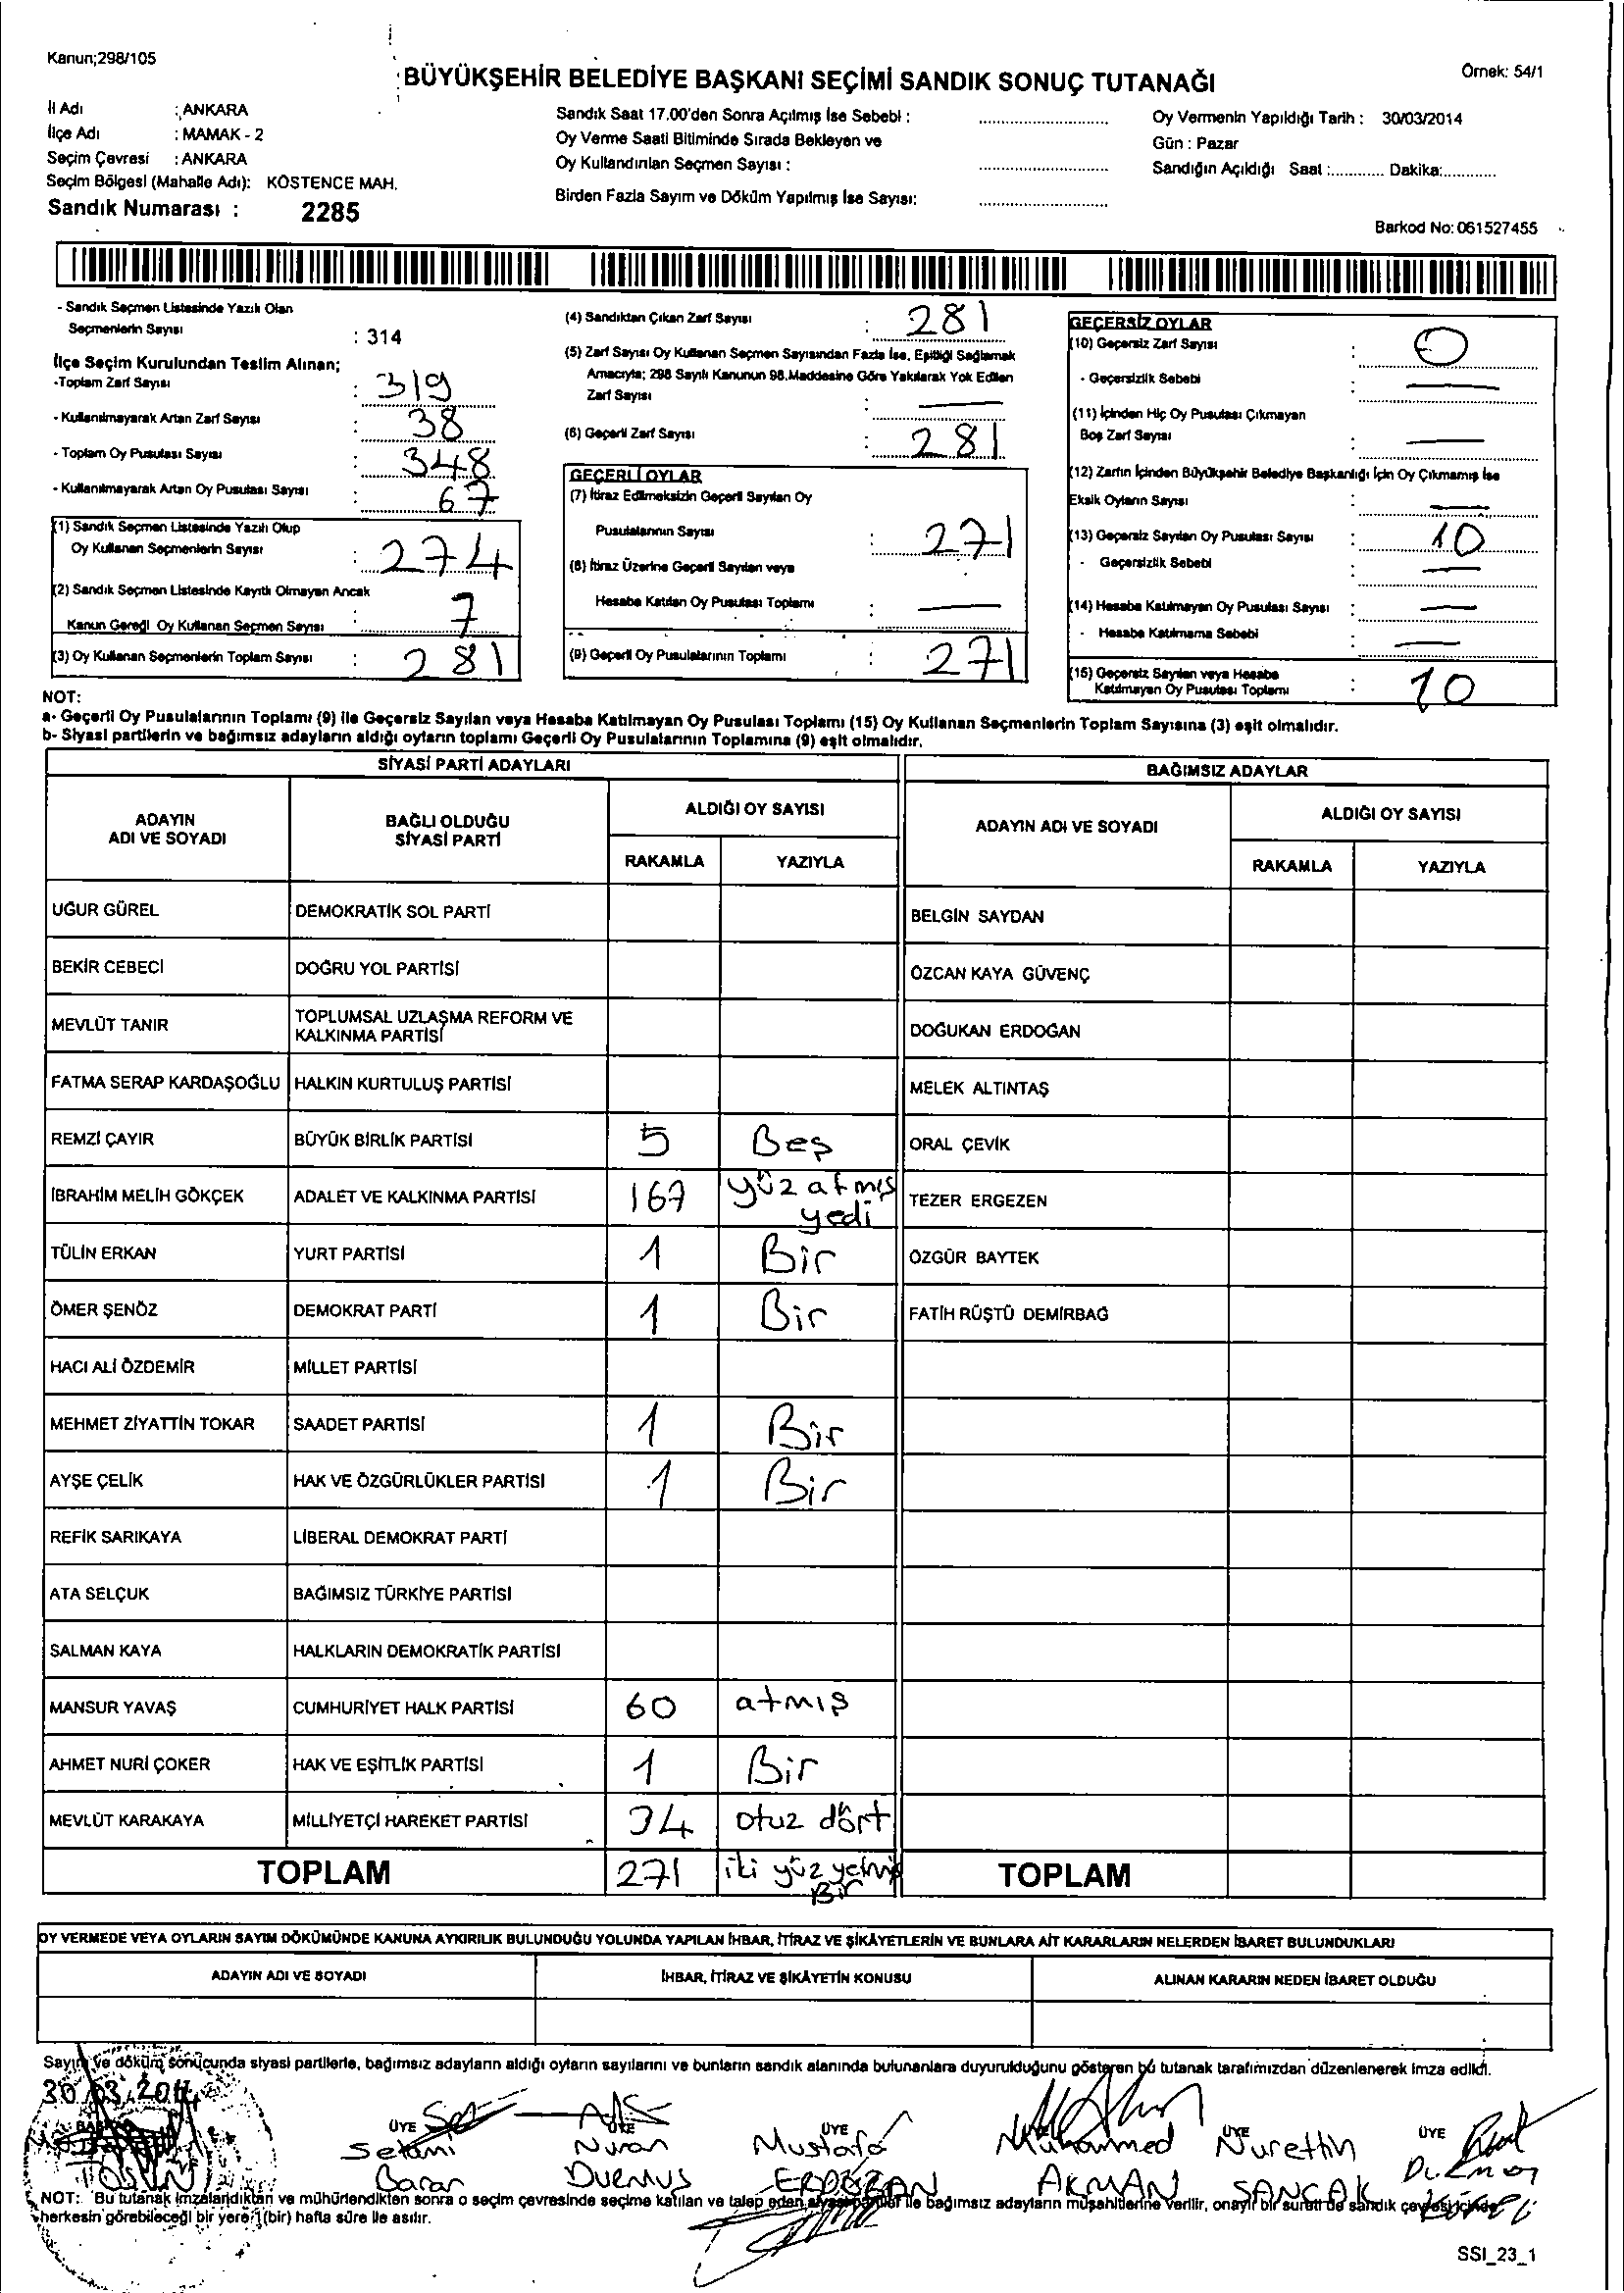 Kanun;298/105
Örnek: 54/1
BÜYÜKŞEHİR BELEDİYE BAŞKANI SEÇİMİ SANDIK SONUÇ TUTANAĞI
İl Adı : ANKARA
İlçe Adı : MAMAK - 2
Seçim Çevresi : ANKARA
Seçim Bölgesi (Mahalle Adı): KÖSTENCE MAH.
Sandık Numarası : 2285
Sandık Saat 17.00'den Sonra Açılmış İse Sebebi :
Oy Verme Saati Bitiminde Sırada Bekleyen ve
Oy Kullandırılan Seçmen Sayısı :
Birden Fazla Sayım ve Döküm Yapılmış İse Sayısı:
Oy Vermenin Yapıldığı Tarih : 30/03/2014
Gün : Pazar
Sandığın Açıldığı Saat :............ Dakika:............
Barkod No: 061527455
- Sandık Seçmen Listesinde Yazılı Olan
Seçmenlerin Sayısı : 314
İlçe Seçim Kurulundan Teslim Alınan;
-Toplam Zarf Sayısı : 319
- Kullanılmayarak Artan Zarf Sayısı : 38
- Toplam Oy Pusulası Sayısı : 348
- Kullanılmayarak Artan Oy Pusulası Sayısı : 67
(1) Sandık Seçmen Listesinde Yazılı Olup
Oy Kullanan Seçmenlerin Sayısı : 274
(2) Sandık Seçmen Listesinde Kayıtlı Olmayan Ancak
Kanun Gereği Oy Kullanan Seçmen Sayısı : 7
(3) Oy Kullanan Seçmenlerin Toplam Sayısı : 281
(4) Sandıktan Çıkan Zarf Sayısı : 281
(5) Zarf Sayısı Oy Kullanan Seçmen Sayısından Fazla İse, Eşitliği Sağlamak
Amacıyla; 298 Sayılı Kanunun 98.Maddesine Göre Yakılarak Yok Edilen
Zarf Sayısı : —
(6) Geçerli Zarf Sayısı : 281
GEÇERLİ OYLAR
(7) İtiraz Edilmeksizin Geçerli Sayılan Oy
Pusulalarının Sayısı : 271
(8) İtiraz Üzerine Geçerli Sayılan veya
Hesaba Katılan Oy Pusulası Toplamı : —
(9) Geçerli Oy Pusulalarının Toplamı : 271
GEÇERSİZ OYLAR
(10) Geçersiz Zarf Sayısı : 0
- Geçersizlik Sebebi : —
(11) İçinden Hiç Oy Pusulası Çıkmayan
Boş Zarf Sayısı : —
(12) Zarfın İçinden Büyükşehir Belediye Başkanlığı İçin Oy Çıkmamış İse
Eksik Oyların Sayısı : —
(13) Geçersiz Sayılan Oy Pusulası Sayısı : 10
- Geçersizlik Sebebi : —
(14) Hesaba Katılmayan Oy Pusulası Sayısı : —
- Hesaba Katılmama Sebebi : —
(15) Geçersiz Sayılan veya Hesaba
Katılmayan Oy Pusulası Toplamı : 10
NOT:
a- Geçerli Oy Pusulalarının Toplamı (9) ile Geçersiz Sayılan veya Hesaba Katılmayan Oy Pusulası Toplamı (15) Oy Kullanan Seçmenlerin Toplam Sayısına (3) eşit olmalıdır.
b- Siyasi partilerin ve bağımsız adayların aldığı oyların toplamı Geçerli Oy Pusulalarının Toplamına (9) eşit olmalıdır.
SİYASİ PARTİ ADAYLARI
ADAYIN ADI VE SOYADI
BAĞLI OLDUĞU SİYASİ PARTİ
ALDIĞI OY SAYISI
RAKAMLA YAZIYLA
UĞUR GÜREL DEMOKRATİK SOL PARTİ
BEKİR CEBECİ DOĞRU YOL PARTİSİ
MEVLÜT TANIR TOPLUMSAL UZLAŞMA REFORM VE
KALKINMA PARTİSİ
FATMA SERAP KARDAŞOĞLU HALKIN KURTULUŞ PARTİSİ
REMZİ ÇAYIR BÜYÜK BİRLİK PARTİSİ 5 Beş
İBRAHİM MELİH GÖKÇEK ADALET VE KALKINMA PARTİSİ 167 yüz atmış
yedi
TÜLİN ERKAN YURT PARTİSİ 1 Bir
ÖMER ŞENÖZ DEMOKRAT PARTİ 1 Bir
HACI ALİ ÖZDEMİR MİLLET PARTİSİ
MEHMET ZİYATTİN TOKAR SAADET PARTİSİ 1 Bir
AYŞE ÇELİK HAK VE ÖZGÜRLÜKLER PARTİSİ 1 Bir
REFİK SARIKAYA LİBERAL DEMOKRAT PARTİ
ATA SELÇUK BAĞIMSIZ TÜRKİYE PARTİSİ
SALMAN KAYA HALKLARIN DEMOKRATİK PARTİSİ
MANSUR YAVAŞ CUMHURİYET HALK PARTİSİ 60 atmış
AHMET NURİ ÇOKER HAK VE EŞİTLİK PARTİSİ 1 Bir
MEVLÜT KARAKAYA MİLLİYETÇİ HAREKET PARTİSİ 34 otuz dört
TOPLAM 271 iki yüz yetmiş
Bir
BAĞIMSIZ ADAYLAR
ADAYIN ADI VE SOYADI
ALDIĞI OY SAYISI
RAKAMLA YAZIYLA
BELGİN SAYDAN
ÖZCAN KAYA GÜVENÇ
DOĞUKAN ERDOĞAN
MELEK ALTINTAŞ
ORAL ÇEVİK
TEZER ERGEZEN
ÖZGÜR BAYTEK
FATİH RÜŞTÜ DEMİRBAĞ
TOPLAM
OY VERMEDE VEYA OYLARIN SAYIM DÖKÜMÜNDE KANUNA AYKIRILIK BULUNDUĞU YOLUNDA YAPILAN İHBAR, İTİRAZ VE ŞİKÂYETLERİN VE BUNLARA AİT KARARLARIN NELERDEN İBARET BULUNDUKLARI
ADAYIN ADI VE SOYADI
İHBAR, İTİRAZ VE ŞİKÂYETİN KONUSU
ALINAN KARARIN NEDEN İBARET OLDUĞU
Sayım ve döküm sonucunda siyasi partilerle, bağımsız adayların aldığı oyların sayılarını ve bunların sandık alanında bulunanlara duyurulduğunu gösteren bu tutanak tarafımızdan düzenlenerek imza edildi.
30.03.2014
ÜYE ÜYE ÜYE ÜYE ÜYE
Selami Nuran Mustafa Muhammed Nurettin
Baran DURMUŞ ERDOĞAN AKMAN SANCAK
NOT: Bu tutanak imzalandıktan ve mühürlendikten sonra o seçim çevresinde seçime katılan ve talep eden siyasi partiler ile bağımsız adayların müşahitlerine verilir, onaylı bir sureti de sandık çevresi içinde
herkesin görebileceği bir yere 1(bir) hafta süre ile asılır.
SSI_23_1